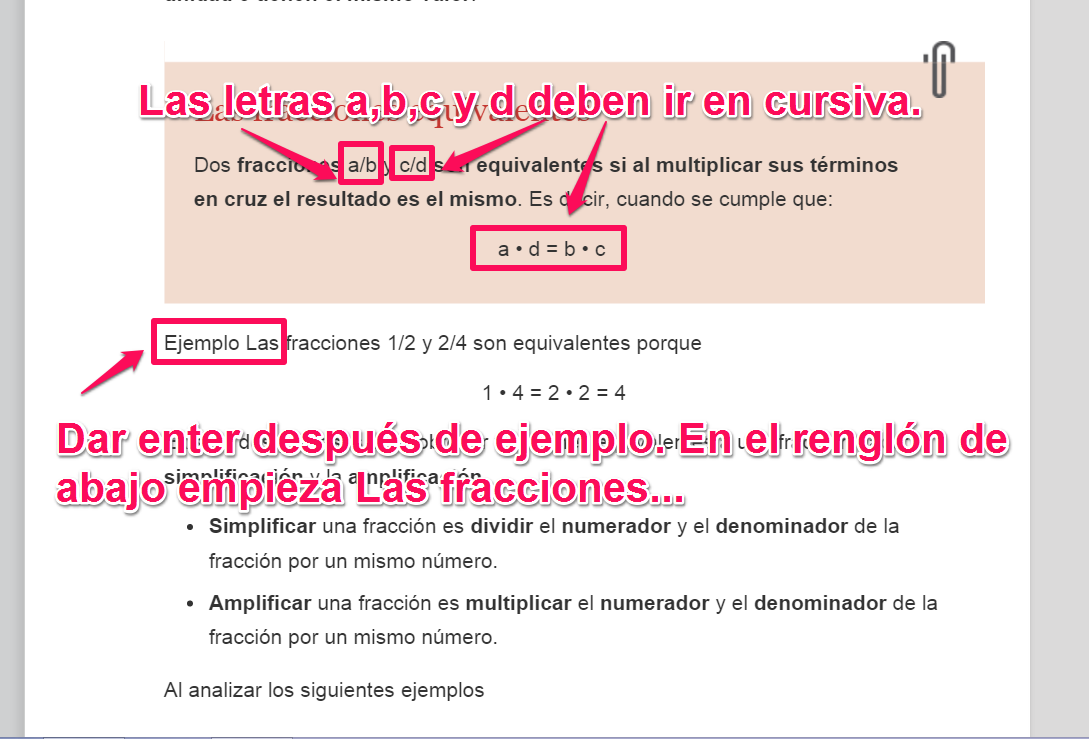 Las letras a,b,c y d deben ir en cursiva.
Dos fracciones a/b y c/d son equivalentes si al multiplicar sus términos
en cruz el resultado es el mismo. Es decir, cuando se cumple que:
a • d = b • c
Ejemplo Las fracciones 1/2 y 2/4 son equivalentes porque
1 • 4 = 2 • 2 = 4
Dar enter después de ejemplo. En el renglón de
simplificación y la amplificación
abajo empieza Las fracciones...
• Simplificar una fracción es dividir el numerador y el denominador de la
fracción por un mismo número.
• Amplificar una fracción es multiplicar el numerador y el denominador de la
fracción por un mismo número.
Al analizar los siguientes ejemplos